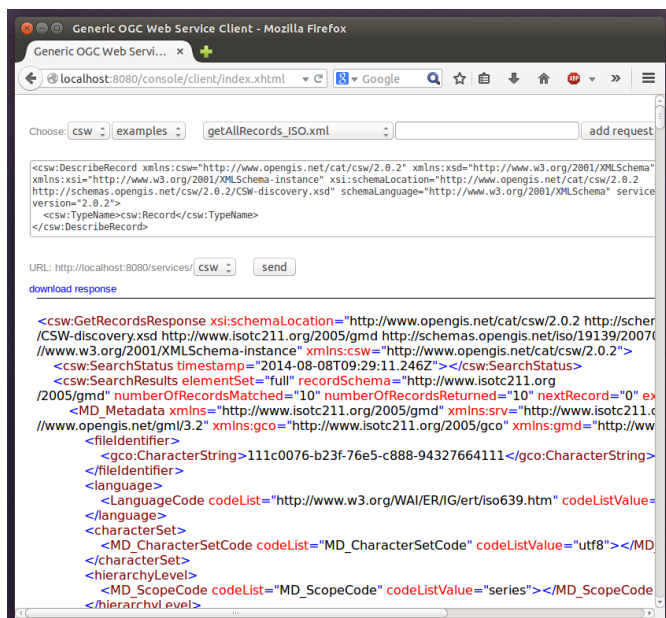 Generic OGC Web Service Client - Mozilla Firefox
Generic OGC Web Servi... ×
localhost:8080/console/client/index.xhtml Google
Choose: csw examples getAllRecords_ISO.xml add request
<csw:DescribeRecord xmlns:csw="http://www.opengis.net/cat/csw/2.0.2" xmlns:xsd="http://www.w3.org/2001/XMLSchema"
xmlns:xsi="http://www.w3.org/2001/XMLSchema-instance" xsi:schemaLocation="http://www.opengis.net/cat/csw/2.0.2
http://schemas.opengis.net/csw/2.0.2/CSW-discovery.xsd" schemaLanguage="http://www.w3.org/2001/XMLSchema" service
version="2.0.2">
<csw:TypeName>csw:Record</csw:TypeName>
</csw:DescribeRecord>
URL: http://localhost:8080/services/ csw send
download response
<csw:GetRecordsResponse xsi:schemaLocation="http://www.opengis.net/cat/csw/2.0.2 http://scher
/CSW-discovery.xsd http://www.isotc211.org/2005/gmd http://schemas.opengis.net/iso/19139/20070
//www.w3.org/2001/XMLSchema-instance" xmlns:csw="http://www.opengis.net/cat/csw/2.0.2">
<csw:SearchStatus timestamp="2014-08-08T09:29:11.246Z"></csw:SearchStatus>
<csw:SearchResults elementSet="full" recordSchema="http://www.isotc211.org
/2005/gmd" numberOfRecordsMatched="10" numberOfRecordsReturned="10" nextRecord="0" ex
<MD_Metadata xmlns="http://www.isotc211.org/2005/gmd" xmlns:srv="http://www.isotc211.o
//www.opengis.net/gml/3.2" xmlns:gco="http://www.isotc211.org/2005/gco" xmlns:gmd="http://ww
<fileIdentifier>
<gco:CharacterString>111c0076-b23f-76e5-c888-94327664111</gco:CharacterString>
</fileIdentifier>
<language>
<LanguageCode codeList="http://www.w3.org/WAI/ER/IG/ert/iso639.htm" codeListValue=
</language>
<characterSet>
<MD_CharacterSetCode codeList="MD_CharacterSetCode" codeListValue="utf8"></MD_
</characterSet>
<hierarchyLevel>
<MD_ScopeCode codeList="MD_ScopeCode" codeListValue="series"></MD_ScopeCode
</hierarchyLevel>